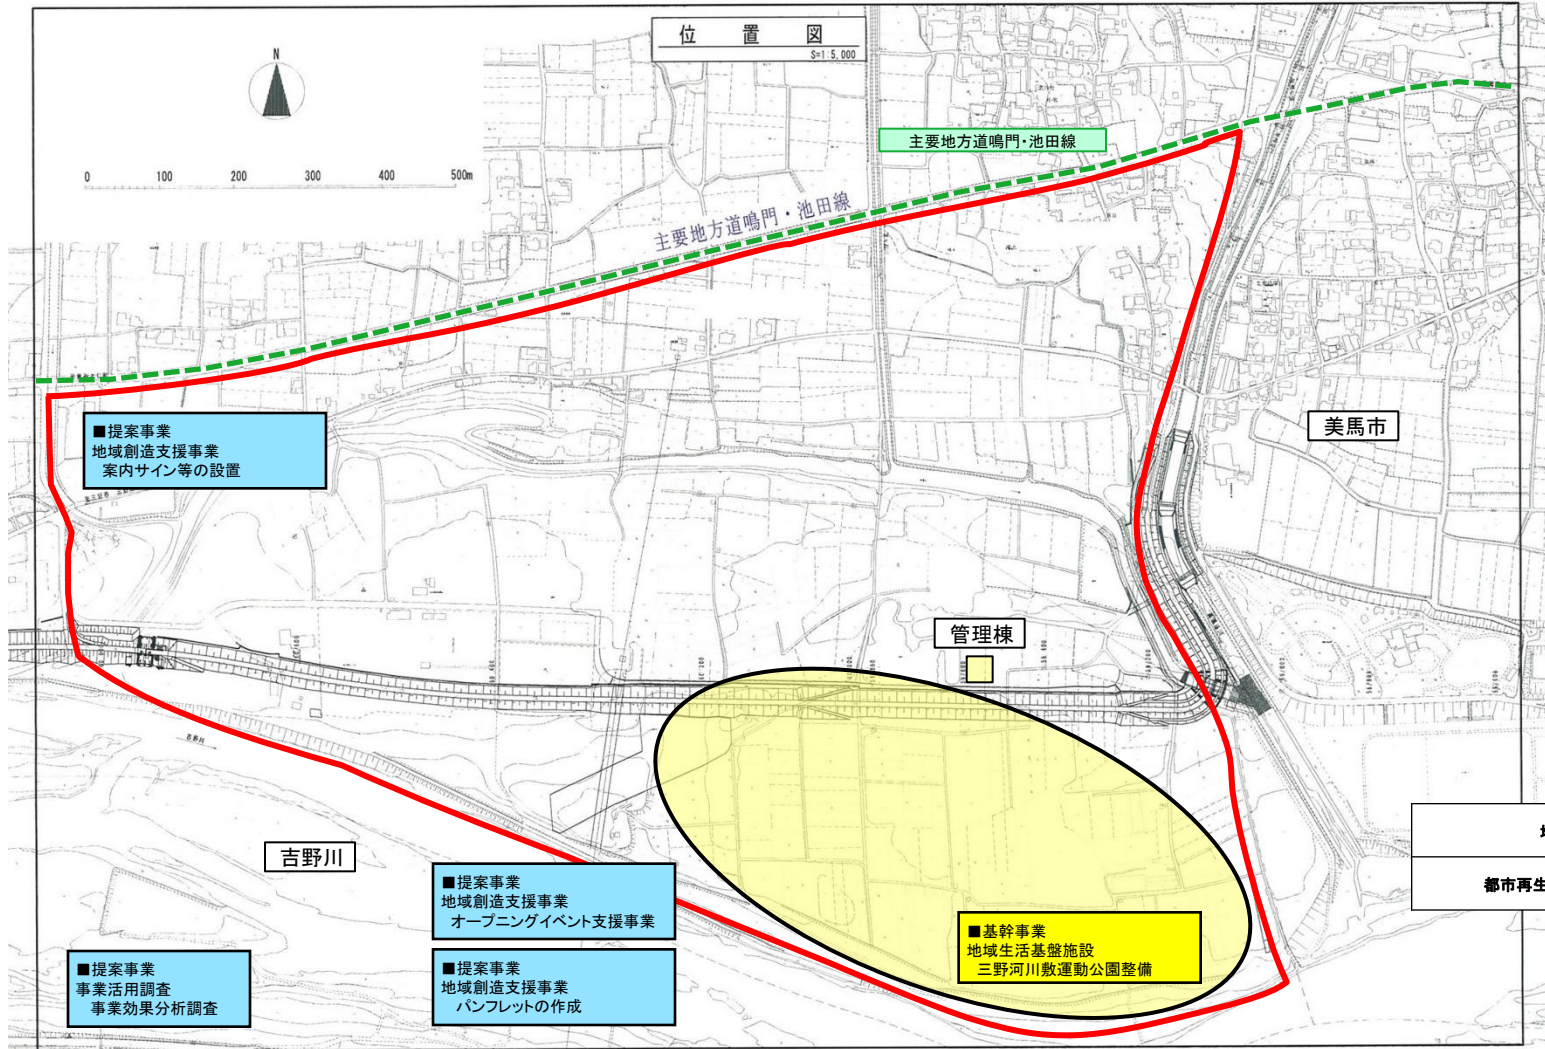 位 置 図
S=1:5,000
N
0 100 200 300 400 500m
主要地方道鳴門・池田線
主要地方道鳴門・池田線
■提案事業
地域創造支援事業
案内サイン等の設置
美馬市
管理棟
吉野川
吉野川
■提案事業
地域創造支援事業
オープニングイベント支援事業
■基幹事業
地域生活基盤施設
三野河川敷運動公園整備
■提案事業
事業活用調査
事業効果分析調査
■提案事業
地域創造支援事業
パンフレットの作成
都市再生